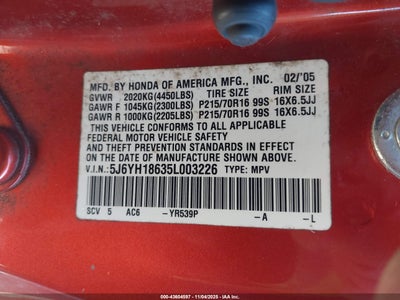 MFD. BY HONDA OF AMERICA MFG., INC. 02/'05
GVWR 2020KG(4450LBS) TIRE SIZE RIM SIZE
GAWR F 1045KG(2300LBS) P215/70R16 99S 16X6.5JJ
GAWR R 1000KG(2205LBS) P215/70R16 99S 16X6.5JJ
THIS VEHICLE CONFORMS TO ALL APPLICABLE
FEDERAL MOTOR VEHICLE SAFETY
AND THEFT PREVENTION STANDARDS IN EFFECT
ON THE DATE OF MANUFACTURE SHOWN ABOVE.
V.I.N.: 5J6YH18635L003226 TYPE: MPV
SCV 5 AC6 -YR539P -A -L
STOCK #: 43604597 - 11/04/2025 - IAA Inc.